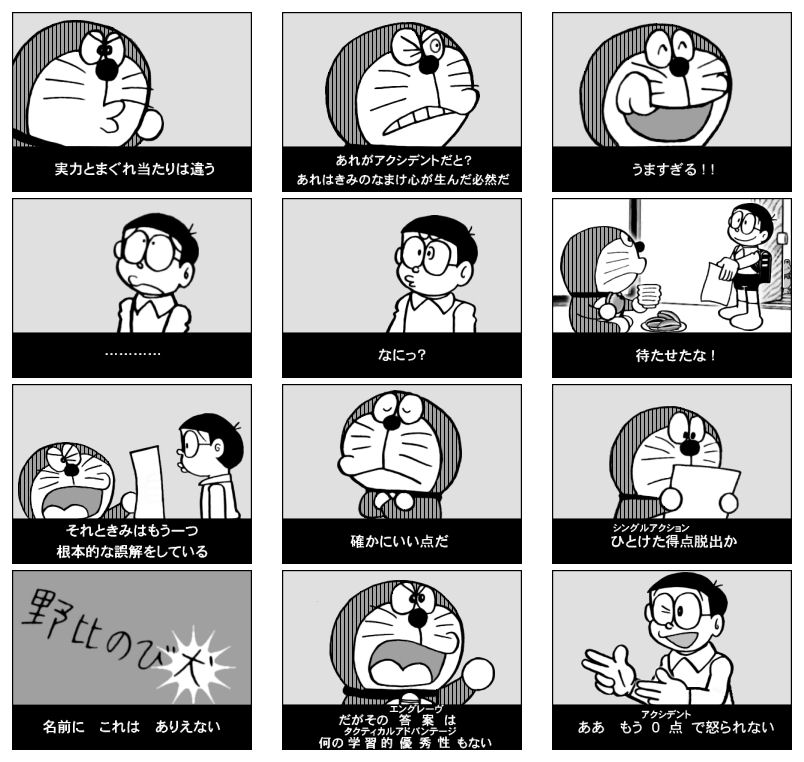 うますぎる!!
待たせたな!
シングルアクション
ひとけた得点脱出か
アクシデント
ああ もう 0 点 で怒られない
あれがアクシデントだと?
あれはきみのなまけ心が生んだ必然だ
なにっ?
確かにいい点だ
エングレーヴ
だがその 答 案 は
タクティカルアドバンテージ
何の 学 習 的 優 秀 性 もない
実力とまぐれ当たりは違う
…………
それときみはもう一つ
根本的な誤解をしている
野比のび犬
名前に これは ありえない